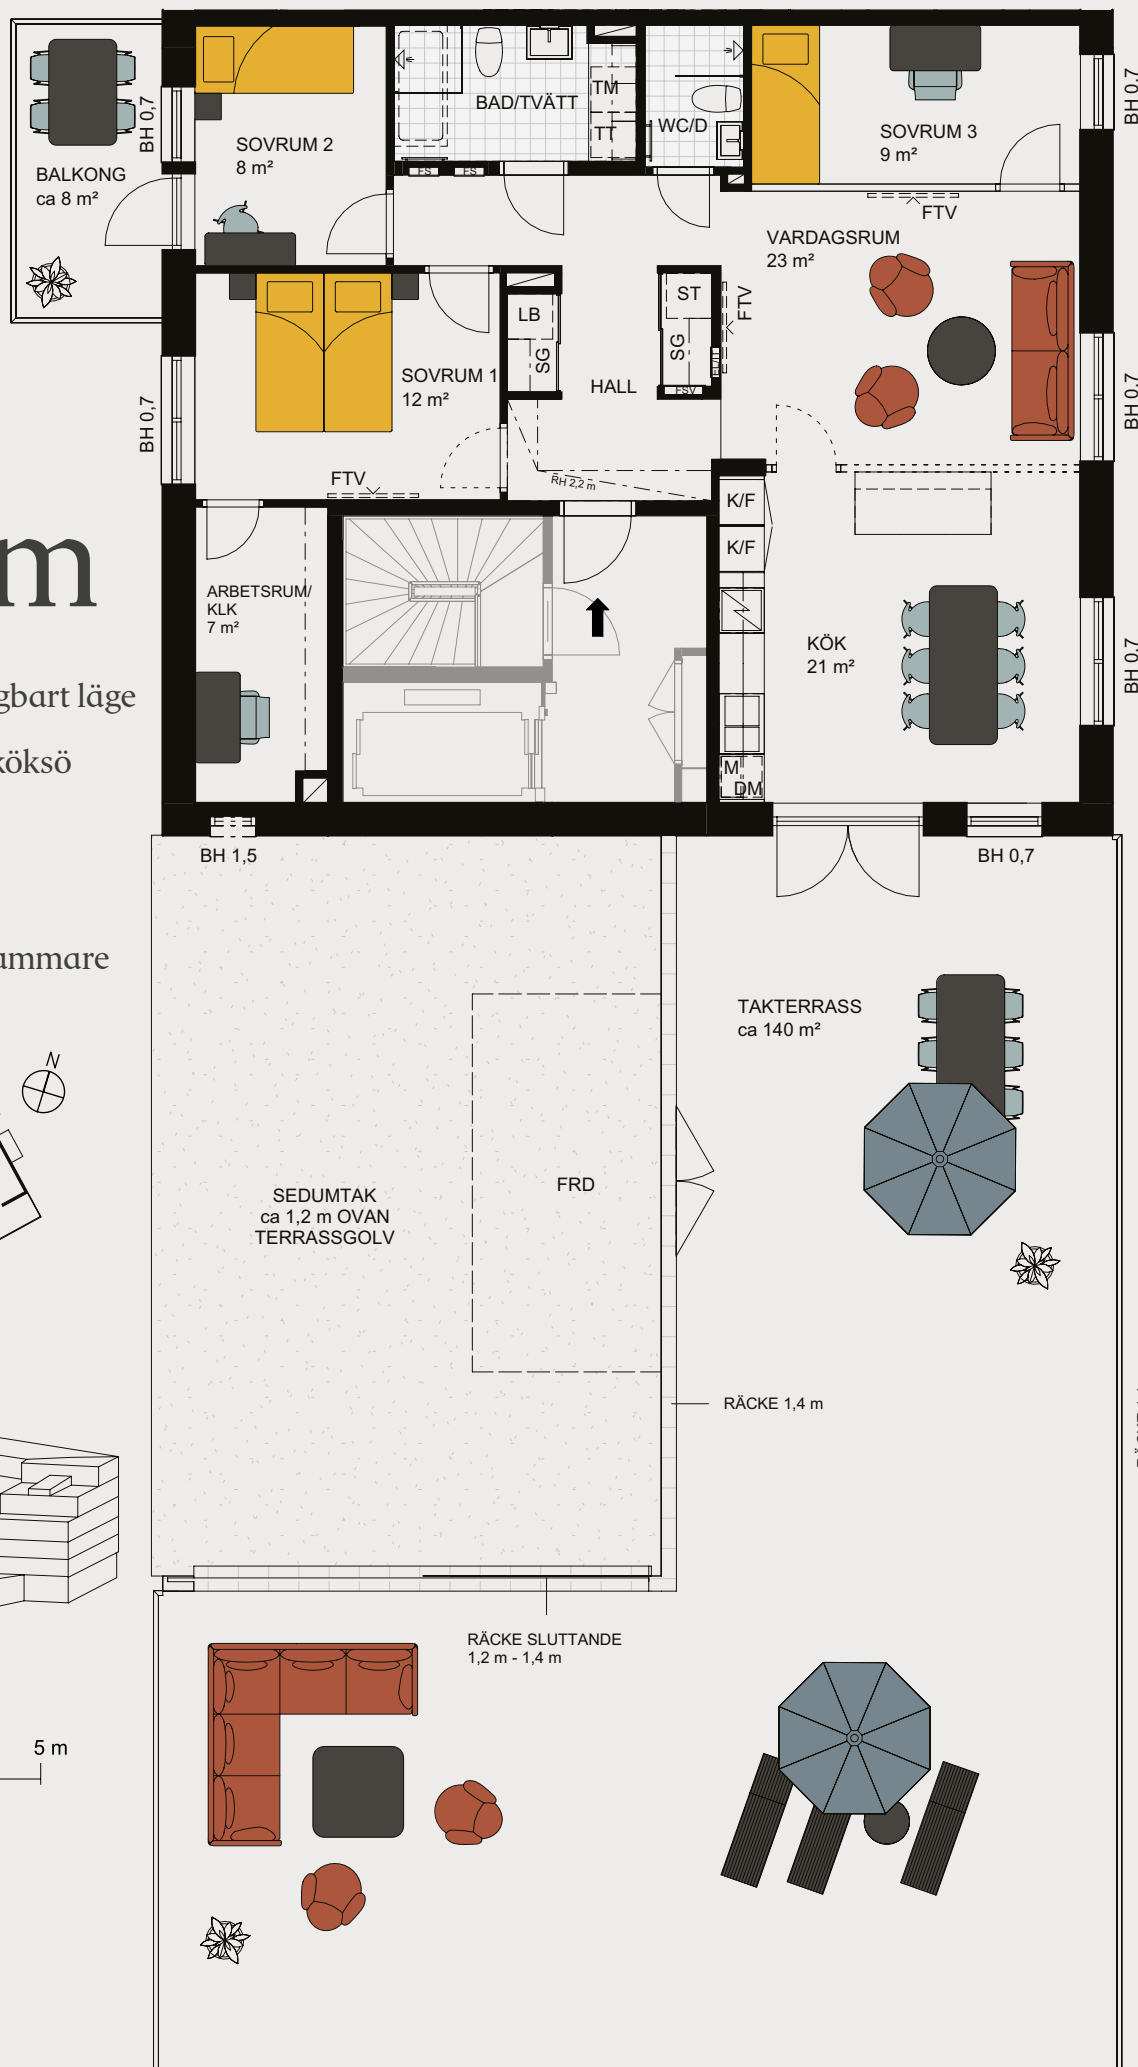 BAD/TVÄTT
TM
TT
WC/D
SOVRUM 3
9 m²
BH 0,7
BH 0,7
SOVRUM 2
8 m²
BALKONG
ca 8 m²
FS
FS
FTV
VARDAGSRUM
23 m²
LB
SG
ST
SG
FTV
FSV
HALL
SOVRUM 1
12 m²
BH 0,7
BH 0,7
FTV
RH 2,2 m
K/F
K/F
m
ARBETSRUM/
KLK
7 m²
KÖK
21 m²
BH 0,7
gbart läge
köksö
M
DM
BH 1,5
BH 0,7
ammare
TAKTERRASS
ca 140 m²
N
SEDUMTAK
ca 1,2 m OVAN
TERRASSGOLV
FRD
RÄCKE 1,4 m
RÄCKE SLUTTANDE
1,2 m - 1,4 m
5 m